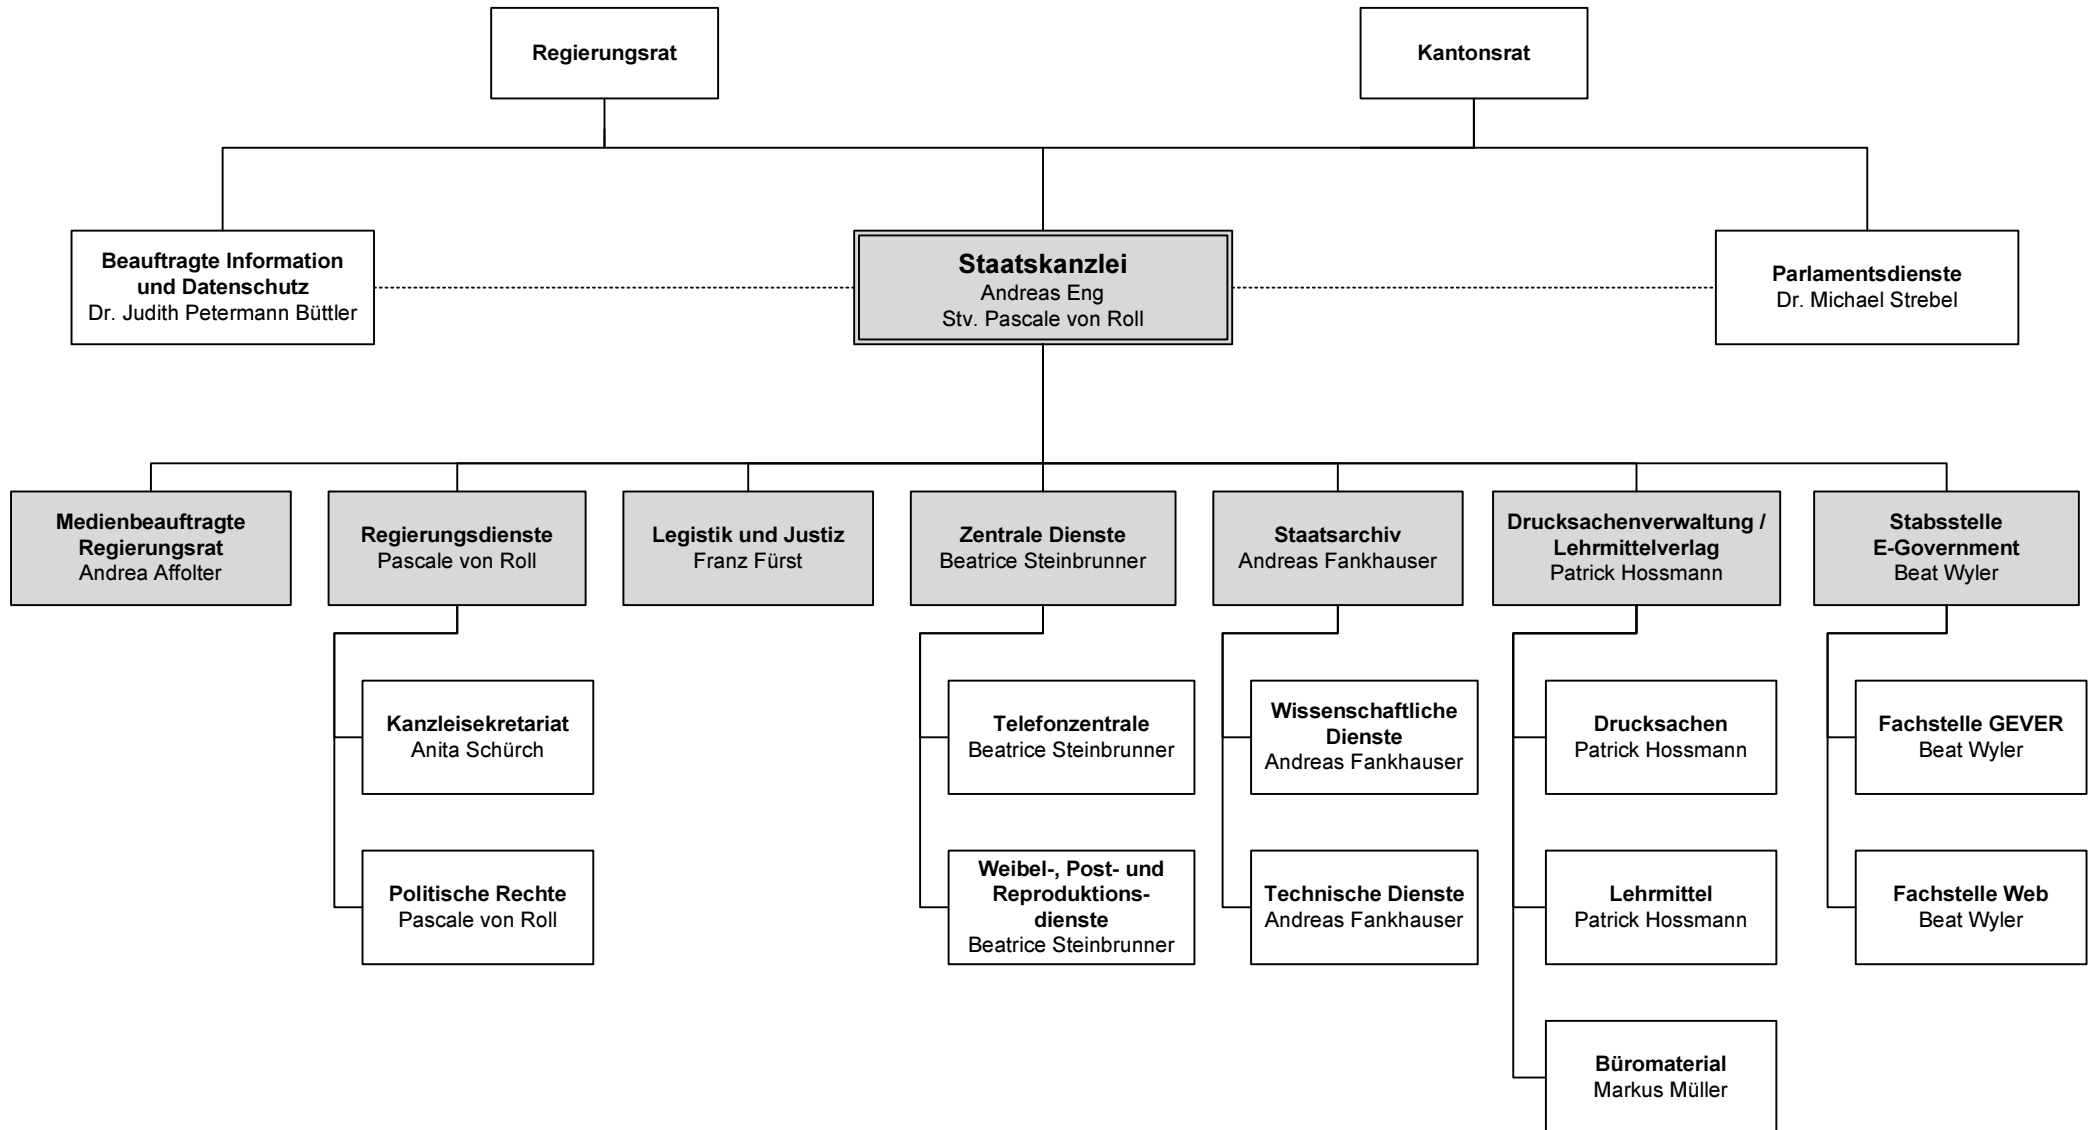 Regierungsrat
Kantonsrat
Beauftragte Information
und Datenschutz
Dr. Judith Petermann Büttler
Staatskanzlei
Andreas Eng
Stv. Pascale von Roll
Parlamentsdienste
Dr. Michael Strebel
Medienbeauftragte
Regierungsrat
Andrea Affolter
Regierungsdienste
Pascale von Roll
Legistik und Justiz
Franz Fürst
Zentrale Dienste
Beatrice Steinbrunner
Staatsarchiv
Andreas Fankhauser
Drucksachenverwaltung /
Lehrmittelverlag
Patrick Hossmann
Stabsstelle
E-Government
Beat Wyler
Kanzleisekretariat
Anita Schürch
Telefonzentrale
Beatrice Steinbrunner
Wissenschaftliche
Dienste
Andreas Fankhauser
Drucksachen
Patrick Hossmann
Fachstelle GEVER
Beat Wyler
Politische Rechte
Pascale von Roll
Weibel-, Post- und
Reproduktions-
dienste
Beatrice Steinbrunner
Technische Dienste
Andreas Fankhauser
Lehrmittel
Patrick Hossmann
Fachstelle Web
Beat Wyler
Büromaterial
Markus Müller